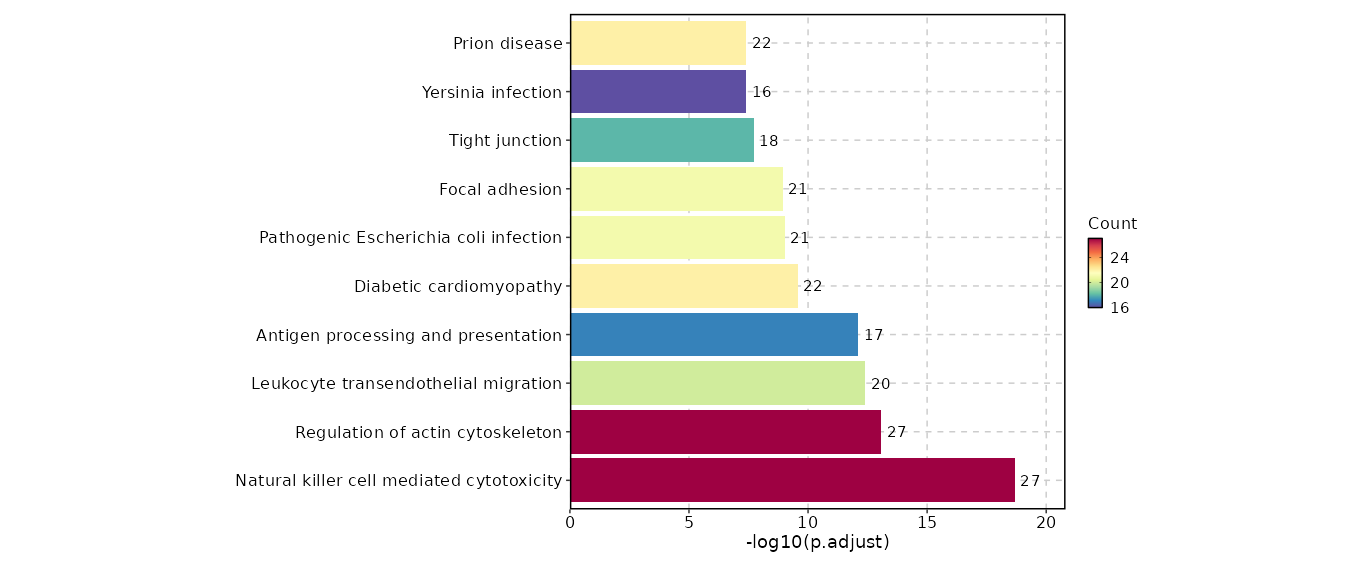 Prion disease 22
Yersinia infection 16
Tight junction 18
Focal adhesion 21
Pathogenic Escherichia coli infection 21
Diabetic cardiomyopathy 22
Antigen processing and presentation 17
Leukocyte transendothelial migration 20
Regulation of actin cytoskeleton 27
Natural killer cell mediated cytotoxicity 27
0 5 10 15 20
-log10(p.adjust)
Count
24
20
16